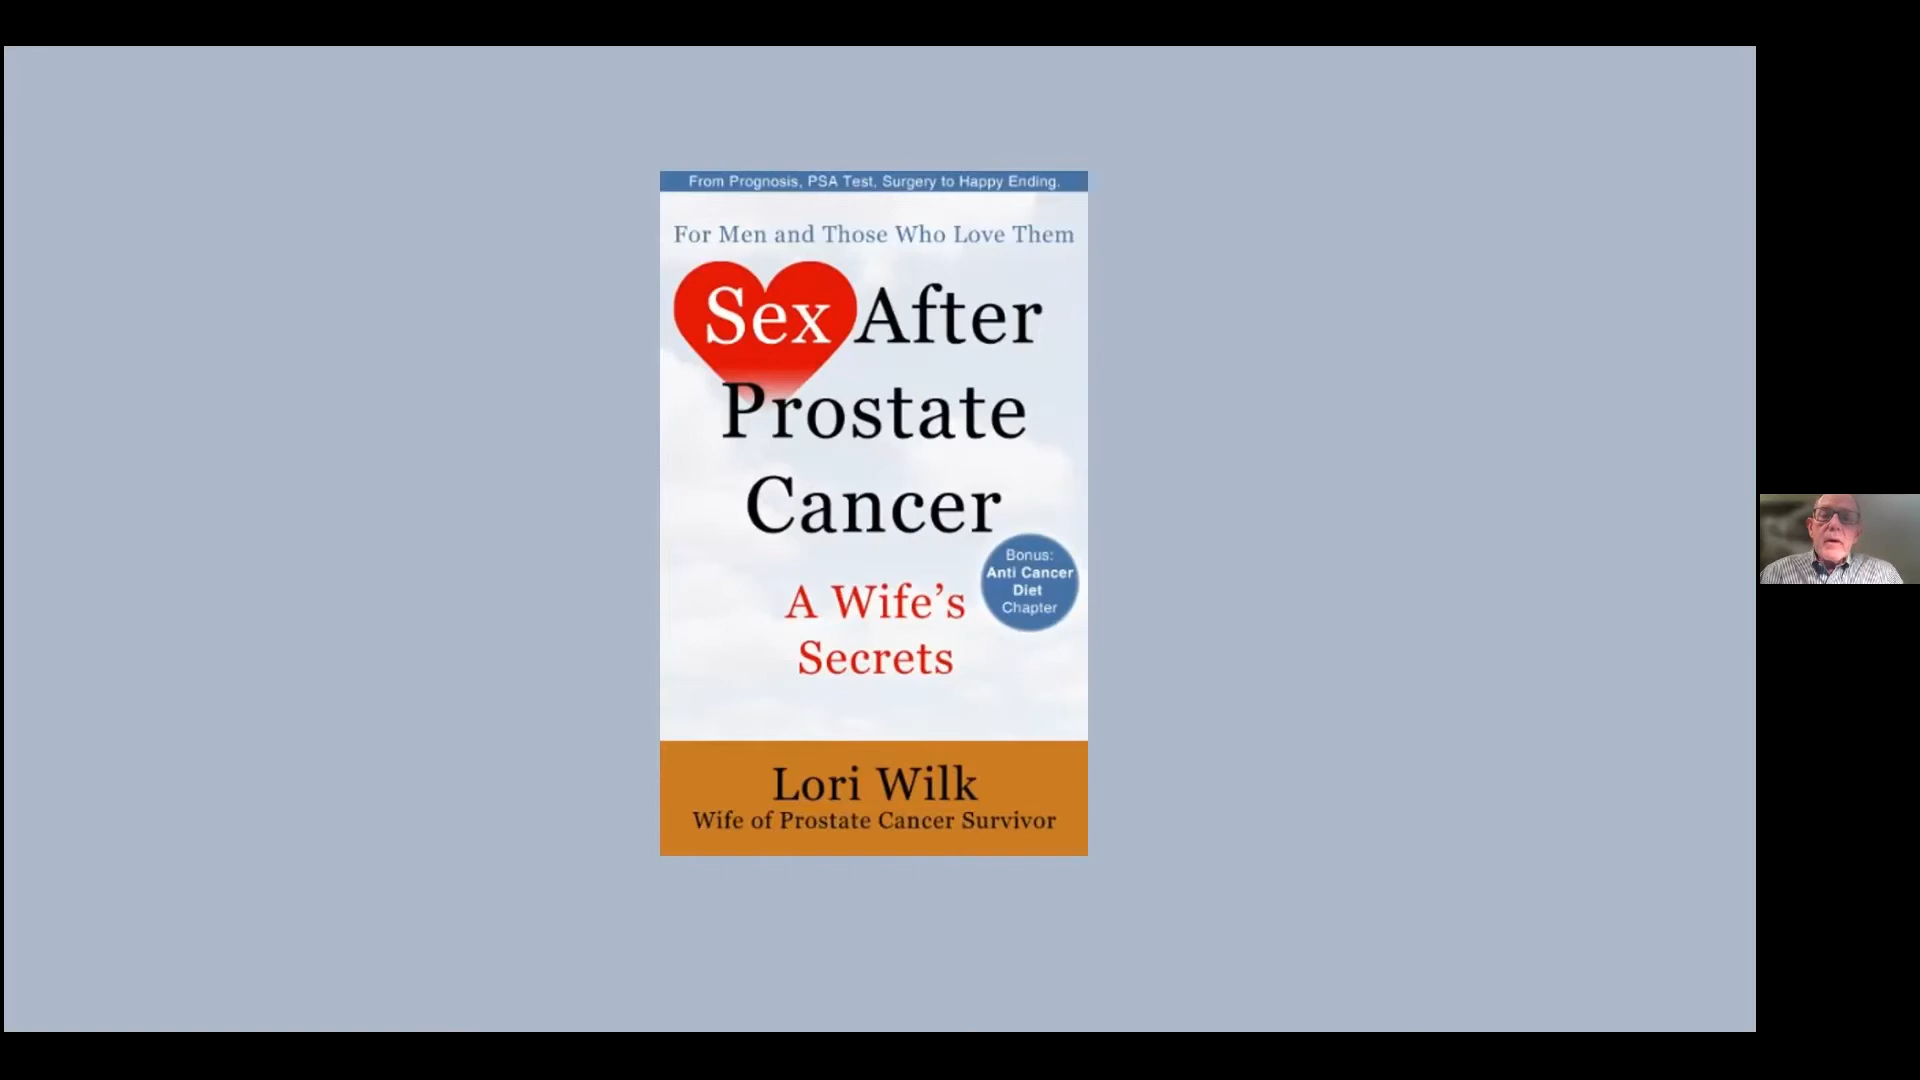 From Prognosis, PSA Test, Surgery to Happy Ending.
For Men and Those Who Love Them
Sex After
Prostate
Cancer
Bonus:
Anti Cancer
Diet
Chapter
A Wife’s
Secrets
Lori Wilk
Wife of Prostate Cancer Survivor